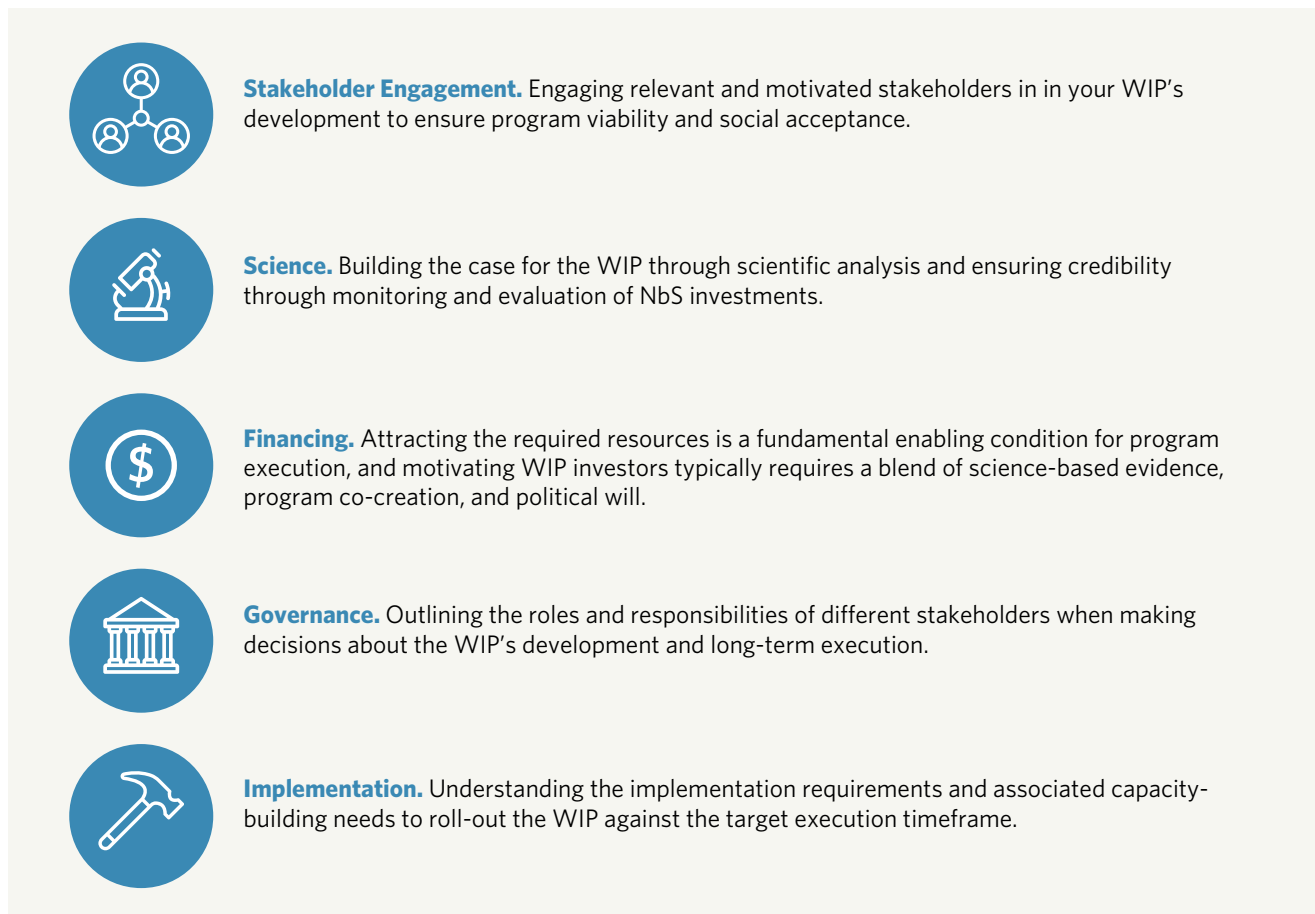 Stakeholder Engagement. Engaging relevant and motivated stakeholders in in your WIP's
development to ensure program viability and social acceptance.
Science. Building the case for the WIP through scientific analysis and ensuring credibility
through monitoring and evaluation of NbS investments.
$
Financing. Attracting the required resources is a fundamental enabling condition for program
execution, and motivating WIP investors typically requires a blend of science-based evidence,
program co-creation, and political will.
Governance. Outlining the roles and responsibilities of different stakeholders when making
decisions about the WIP's development and long-term execution.
Implementation. Understanding the implementation requirements and associated capacity-
building needs to roll-out the WIP against the target execution timeframe.